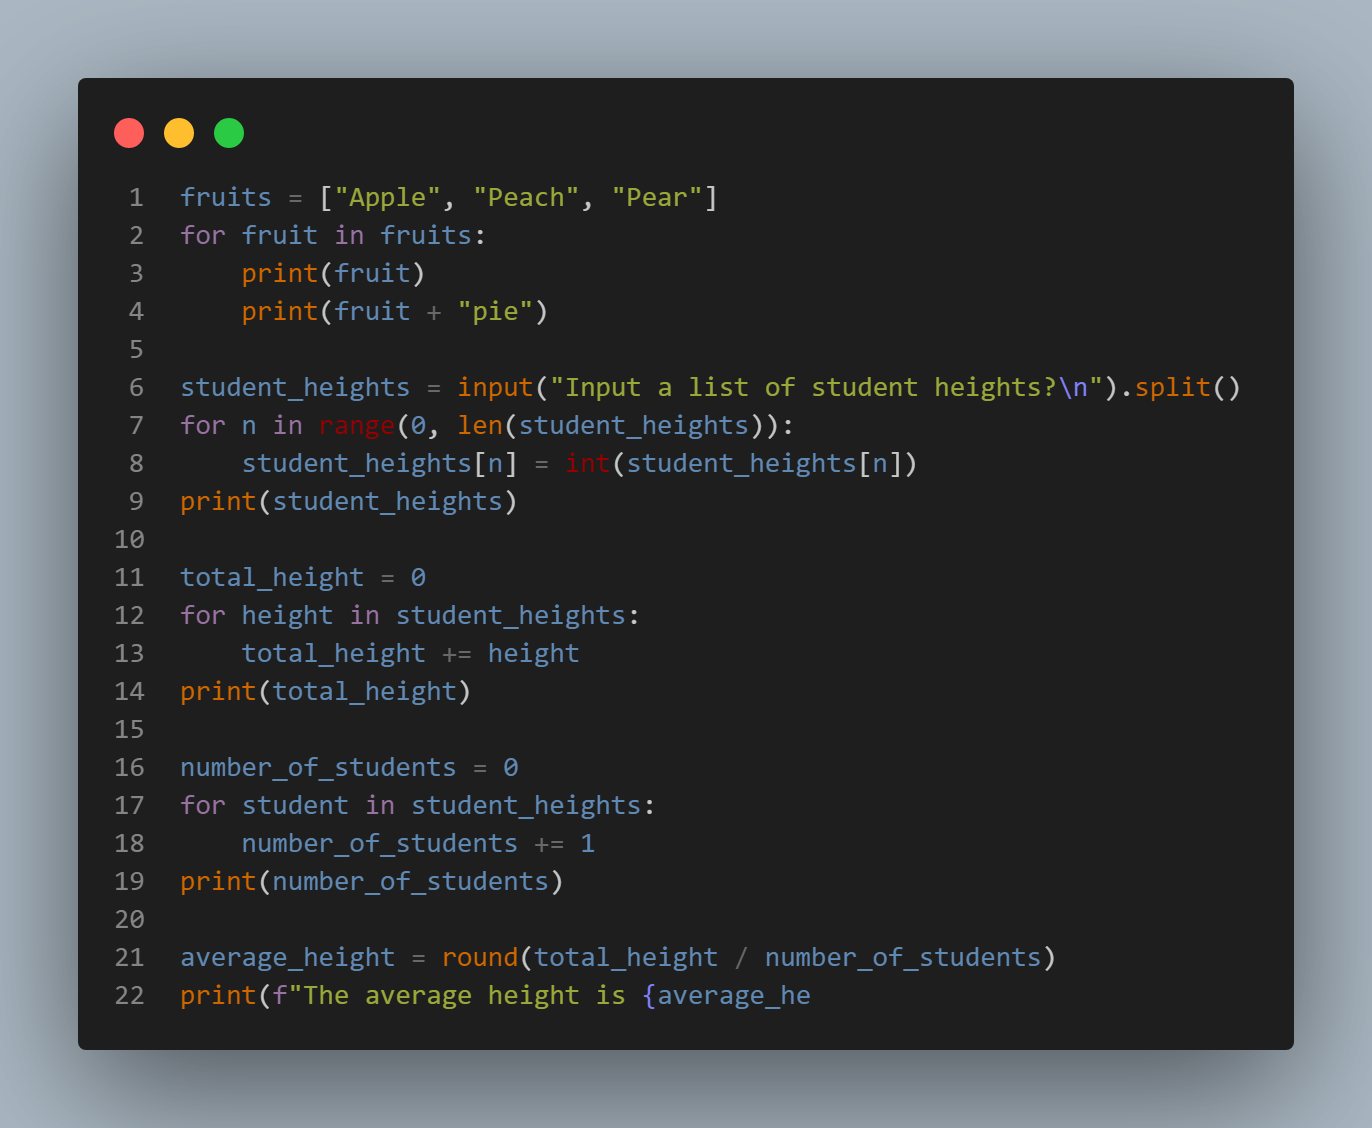 1 fruits = ["Apple", "Peach", "Pear"]
2 for fruit in fruits:
3     print(fruit)
4     print(fruit + "pie")
5
6 student_heights = input("Input a list of student heights?\n").split()
7 for n in range(0, len(student_heights)):
8     student_heights[n] = int(student_heights[n])
9 print(student_heights)
10
11 total_height = 0
12 for height in student_heights:
13     total_height += height
14 print(total_height)
15
16 number_of_students = 0
17 for student in student_heights:
18     number_of_students += 1
19 print(number_of_students)
20
21 average_height = round(total_height / number_of_students)
22 print(f"The average height is {average_he